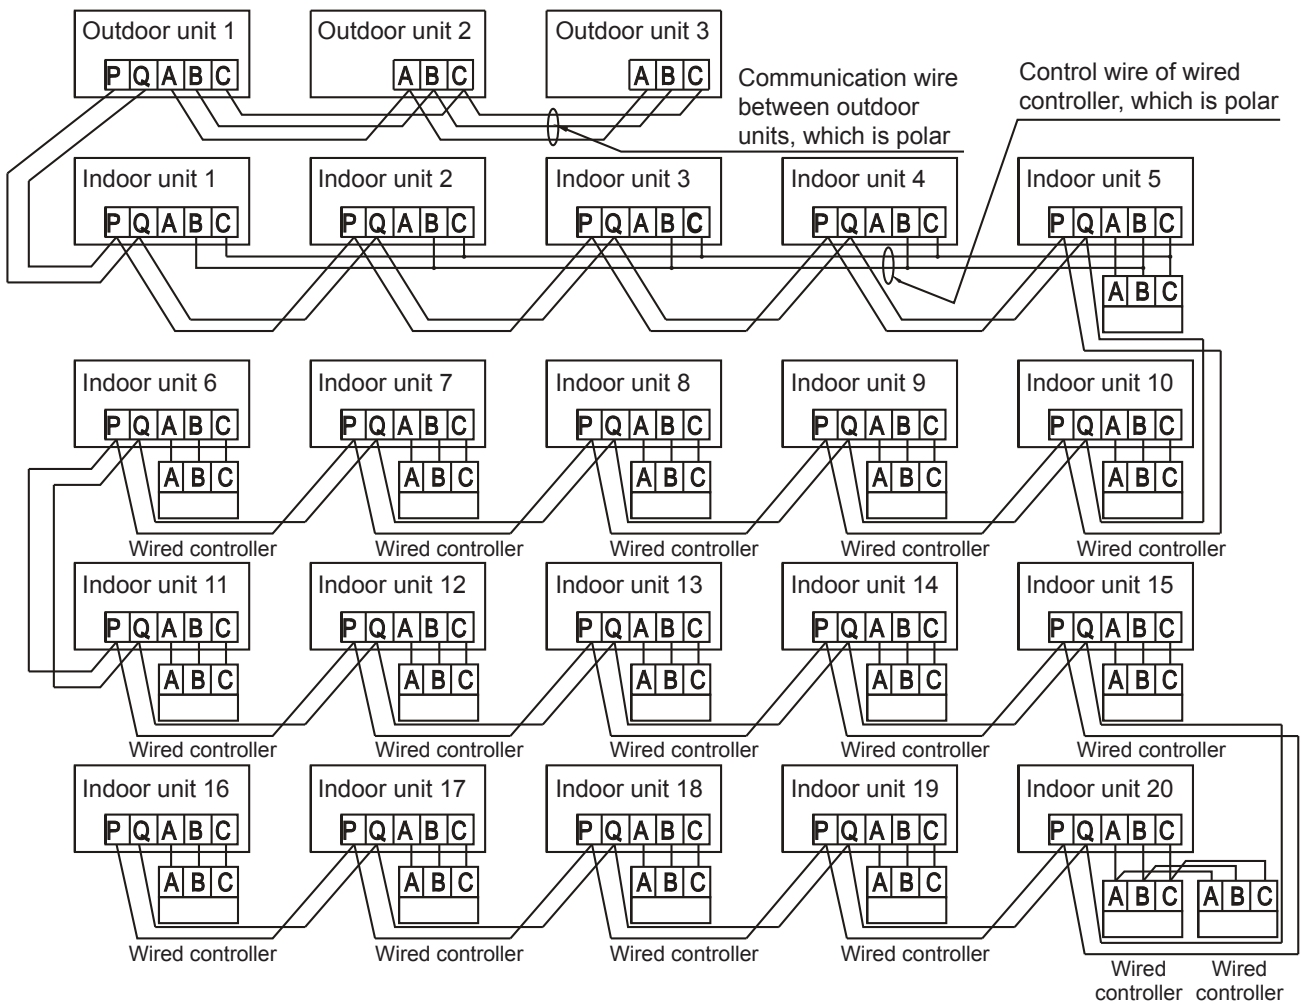 Outdoor unit 1
Outdoor unit 2
Outdoor unit 3
P Q A B C
A B C
A B C
Communication wire
between outdoor
units, which is polar
Control wire of wired
controller, which is polar
Indoor unit 1
Indoor unit 2
Indoor unit 3
Indoor unit 4
Indoor unit 5
P Q A B C
P Q A B C
P Q A B C
P Q A B C
P Q A B C
A B C
Indoor unit 6
Indoor unit 7
Indoor unit 8
Indoor unit 9
Indoor unit 10
P Q A B C
P Q A B C
P Q A B C
P Q A B C
P Q A B C
A B C
A B C
A B C
A B C
A B C
Wired controller
Wired controller
Wired controller
Wired controller
Wired controller
Indoor unit 11
Indoor unit 12
Indoor unit 13
Indoor unit 14
Indoor unit 15
P Q A B C
P Q A B C
P Q A B C
P Q A B C
P Q A B C
A B C
A B C
A B C
A B C
A B C
Wired controller
Wired controller
Wired controller
Wired controller
Wired controller
Indoor unit 16
Indoor unit 17
Indoor unit 18
Indoor unit 19
Indoor unit 20
P Q A B C
P Q A B C
P Q A B C
P Q A B C
P Q A B C
A B C
A B C
A B C
A B C
A B C
A B C
Wired controller
Wired controller
Wired controller
Wired controller
Wired
controller
Wired
controller